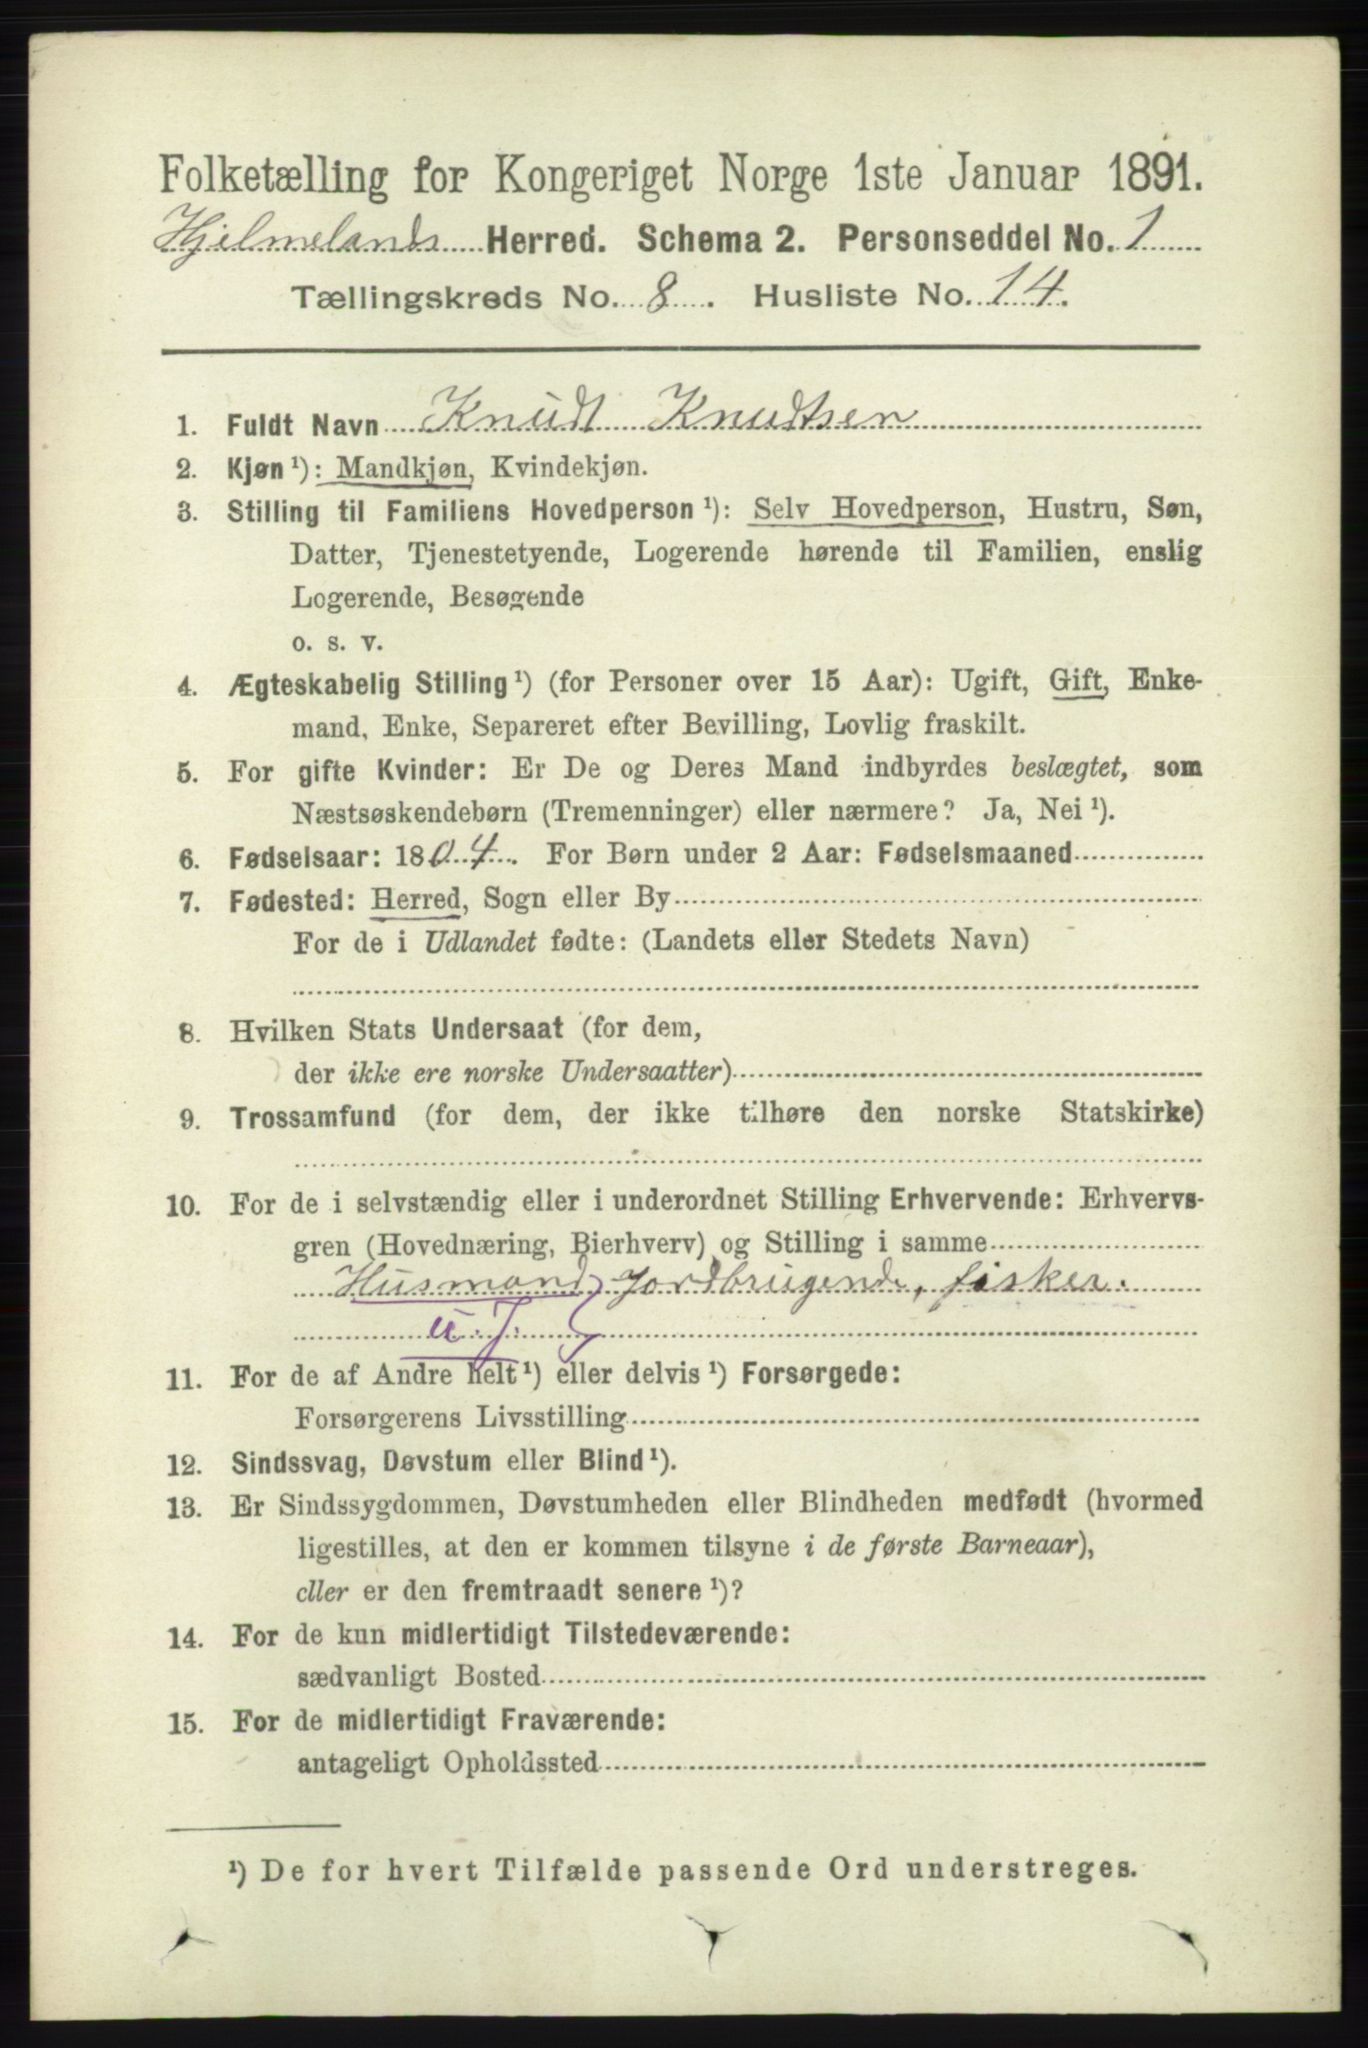 Folketælling for Kongeriget Norge 1ste Januar 1891.
Hjelmelands Herred. Schema 2. Personseddel No. 1
Tællingskreds No. 8. Husliste No. 14.
1. Fuldt Navn Knudt Knudtsen
2. Kjøn ¹): Mandkjøn, Kvindekjøn.
3. Stilling til Familiens Hovedperson ¹): Selv Hovedperson, Hustru, Søn,
Datter, Tjenestetyende, Logerende hørende til Familien, enslig
Logerende, Besøgende
o. s. v.
4. Ægteskabelig Stilling ¹) (for Personer over 15 Aar): Ugift, Gift, Enke-
mand, Enke, Separeret efter Bevilling, Lovlig fraskilt.
5. For gifte Kvinder: Er De og Deres Mand indbyrdes beslægtet, som
Næstsøskendebørn (Tremenninger) eller nærmere? Ja, Nei ¹).
6. Fødselsaar: 1804. For Børn under 2 Aar: Fødselsmaaned
7. Fødested: Herred, Sogn eller By
For de i Udlandet fødte: (Landets eller Stedets Navn)
8. Hvilken Stats Undersaat (for dem,
der ikke ere norske Undersaatter)
9. Trossamfund (for dem, der ikke tilhøre den norske Statskirke)
10. For de i selvstændig eller i underordnet Stilling Erhvervende: Erhvervs-
gren (Hovednæring, Bierhverv) og Stilling i samme
Husmand, Jordbrugende, fisker.
u. J.
11. For de af Andre helt ¹) eller delvis ¹) Forsørgede:
Forsørgerens Livsstilling
12. Sindssvag, Døvstum eller Blind ¹).
13. Er Sindssygdommen, Døvstumheden eller Blindheden medfødt (hvormed
ligestilles, at den er kommen tilsyne i de første Barneaar),
eller er den fremtraadt senere ¹)?
14. For de kun midlertidigt Tilstedeværende:
sædvanligt Bosted
15. For de midlertidigt Fraværende:
antageligt Opholdssted
¹) De for hvert Tilfælde passende Ord understreges.